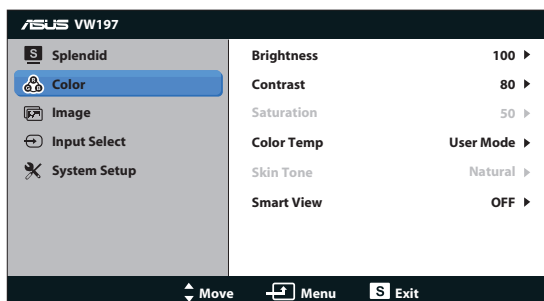 ASUS VW197
S Splendid
Color
Image
Input Select
System Setup
Brightness 100
Contrast 80
Saturation 50
Color Temp User Mode
Skin Tone Natural
Smart View OFF
Move Menu S Exit